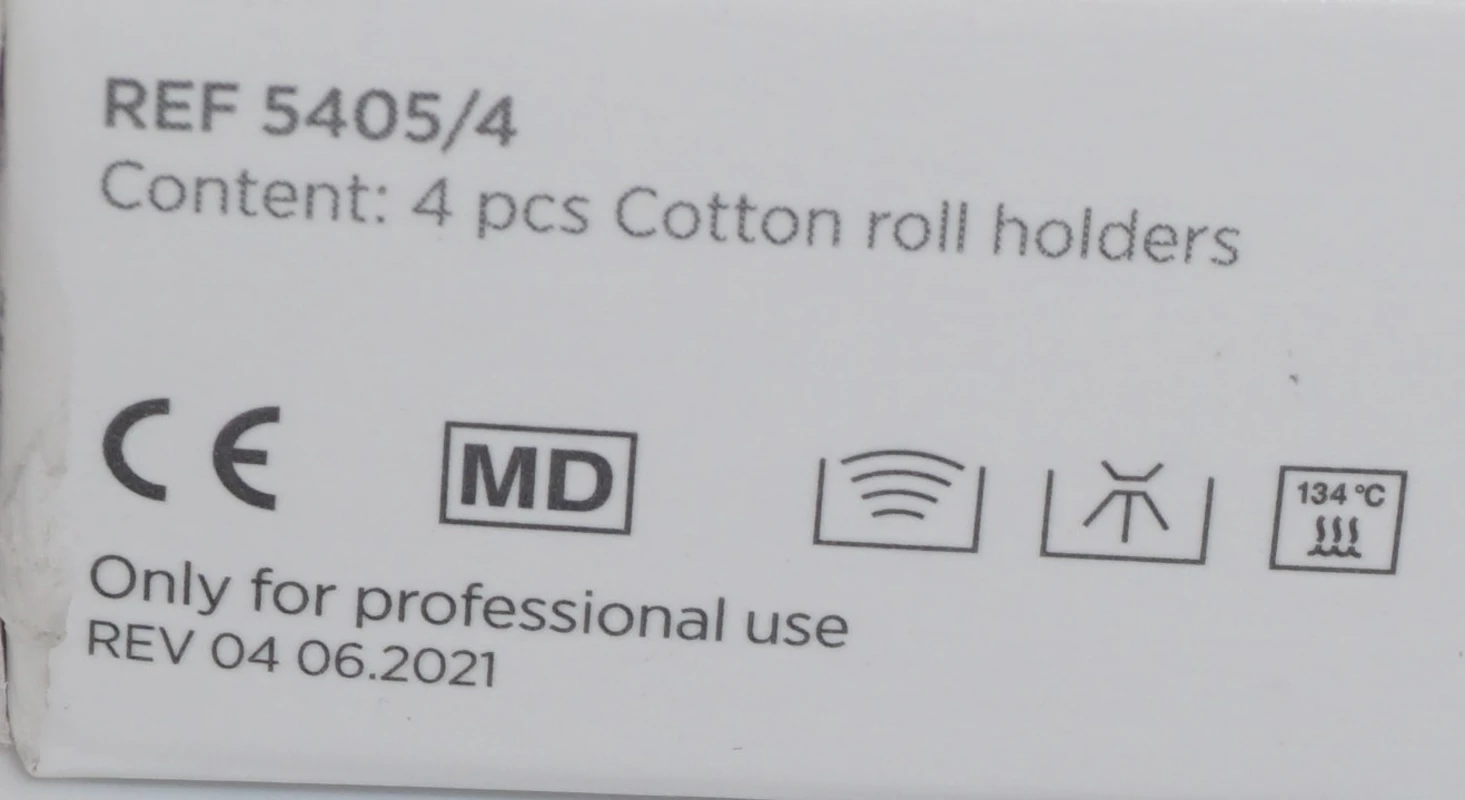 REF 5405/4
Content: 4 pcs Cotton roll holders
CE
MD
134 °C
Only for professional use
REV 04 06.2021